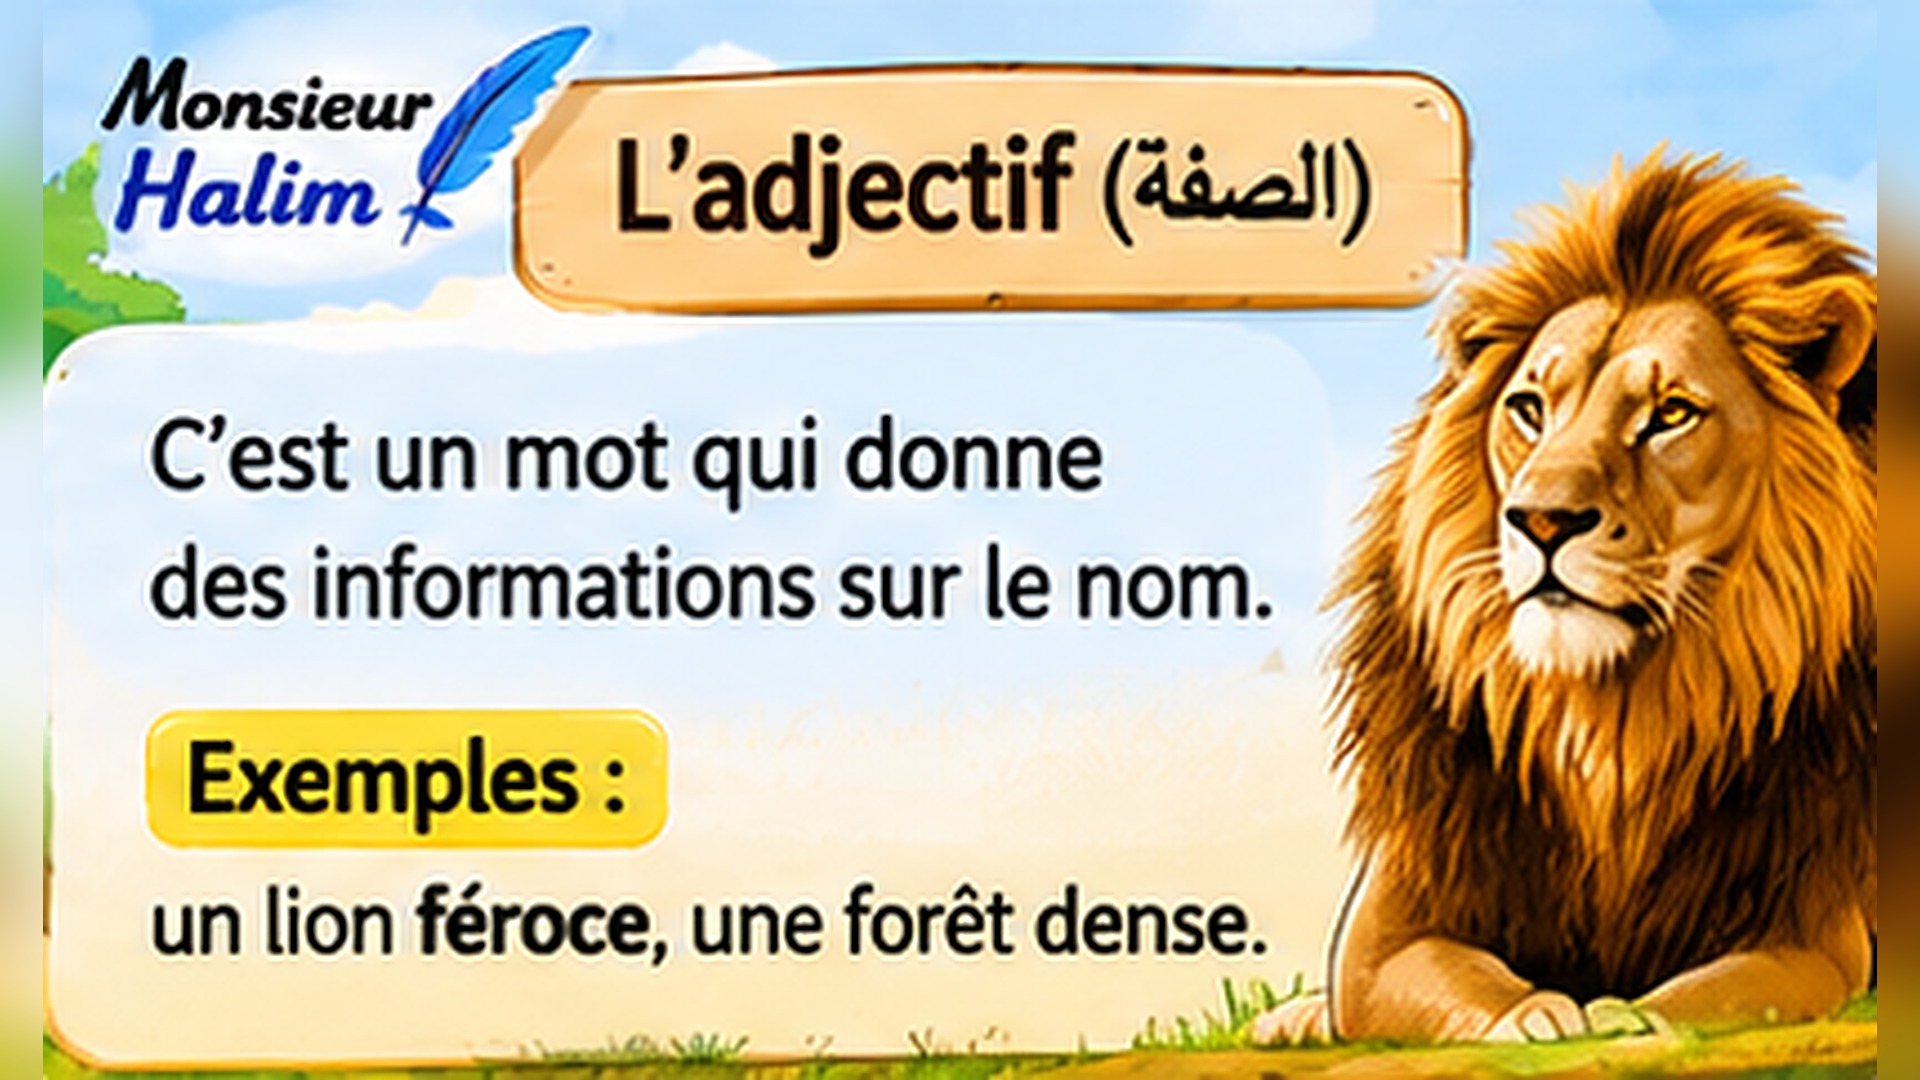 Monsieur
Halim
L’adjectif (الصفة)
C’est un mot qui donne
des informations sur le nom.
Exemples :
un lion féroce, une forêt dense.